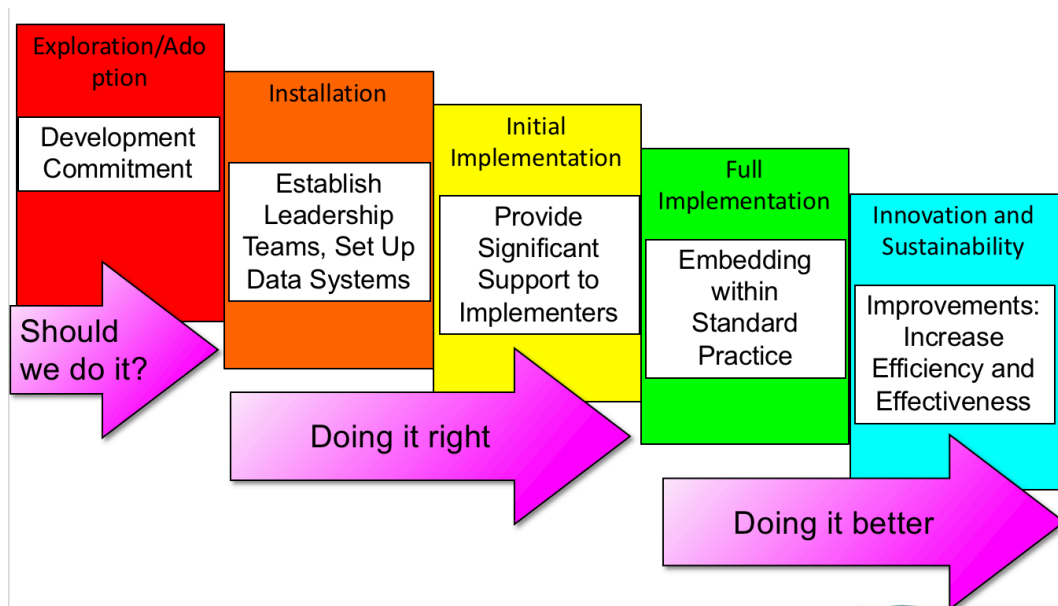 Exploration/Ado
ption
Development
Commitment
Should
we do it?
Installation
Establish
Leadership
Teams, Set Up
Data Systems
Initial
Implementation
Provide
Significant
Support to
Implementers
Doing it right
Full
Implementation
Embedding
within
Standard
Practice
Innovation and
Sustainability
Improvements:
Increase
Efficiency and
Effectiveness
Doing it better